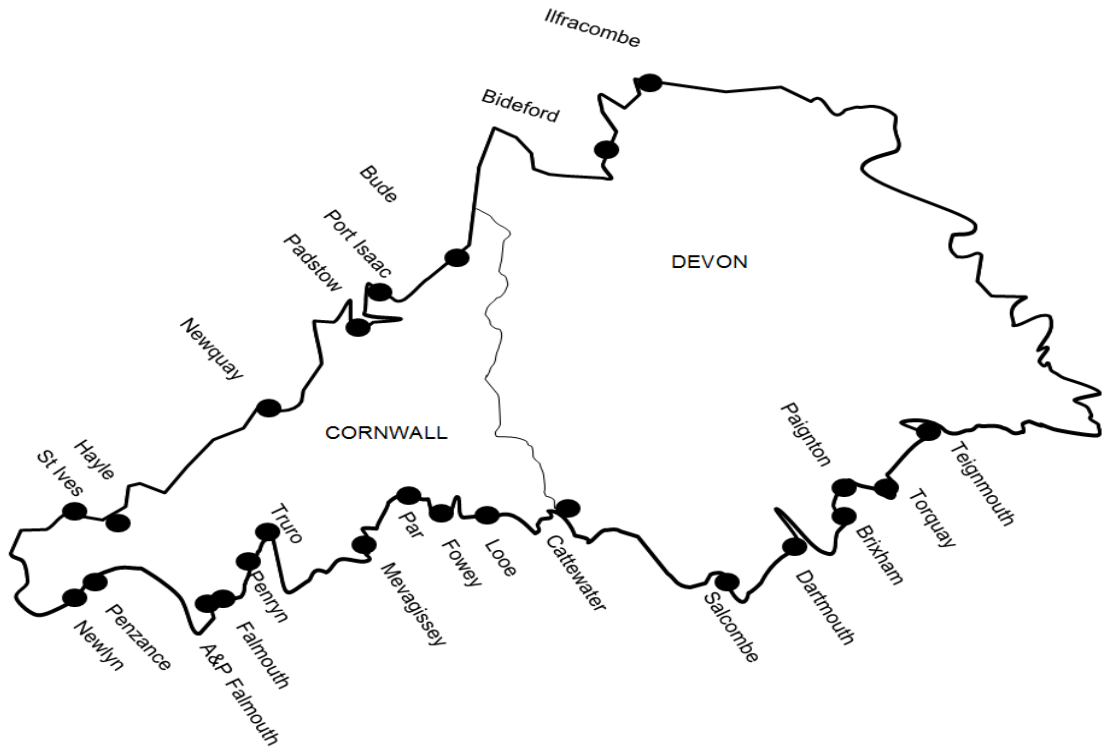 Ilfracombe
Bideford
Bude
Port Isaac
Padstow
DEVON
Newquay
CORNWALL
Hayle
St Ives
Paignton
Teignmouth
Torquay
Brixham
Dartmouth
Salcombe
Cattewater
Looe
Fowey
Par
Mevagissey
Truro
Penryn
Falmouth
A&P Falmouth
Penzance
Newlyn